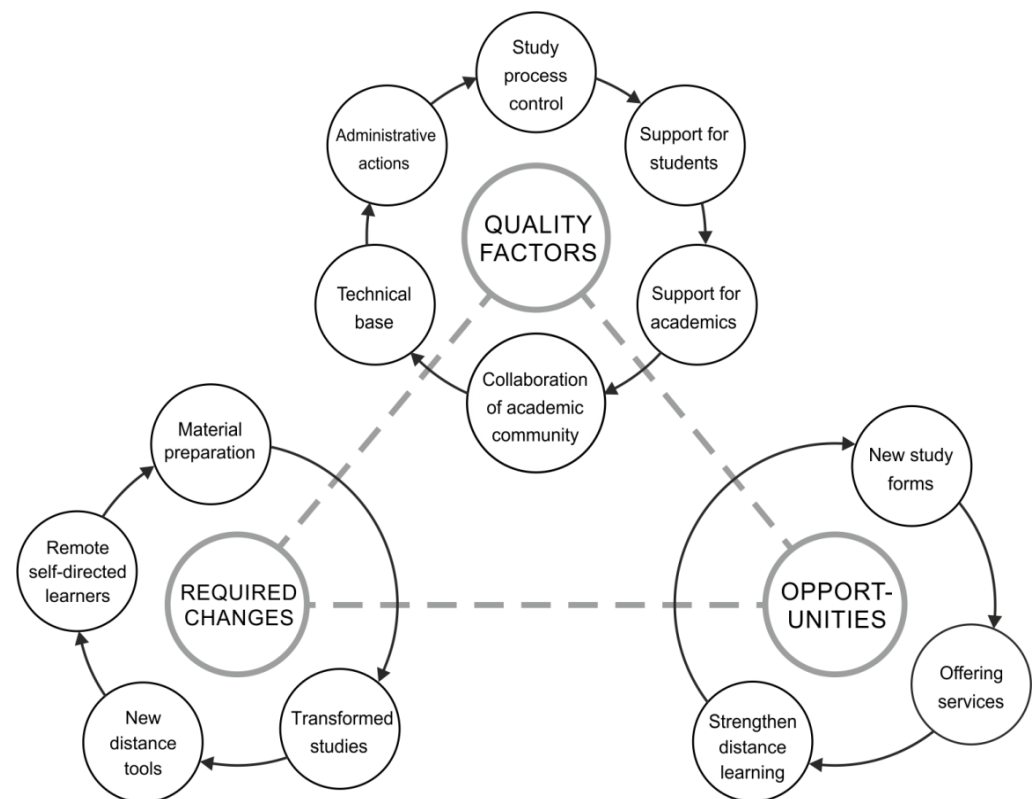 Study
process
control
Administrative
actions
Support for
students
QUALITY
FACTORS
Technical
base
Support for
academics
Collaboration
of academic
community
Material
preparation
New study
forms
Remote
self-directed
learners
REQUIRED
CHANGES
OPPORT-
UNITIES
Offering
services
New
distance
tools
Transformed
studies
Strengthen
distance
learning